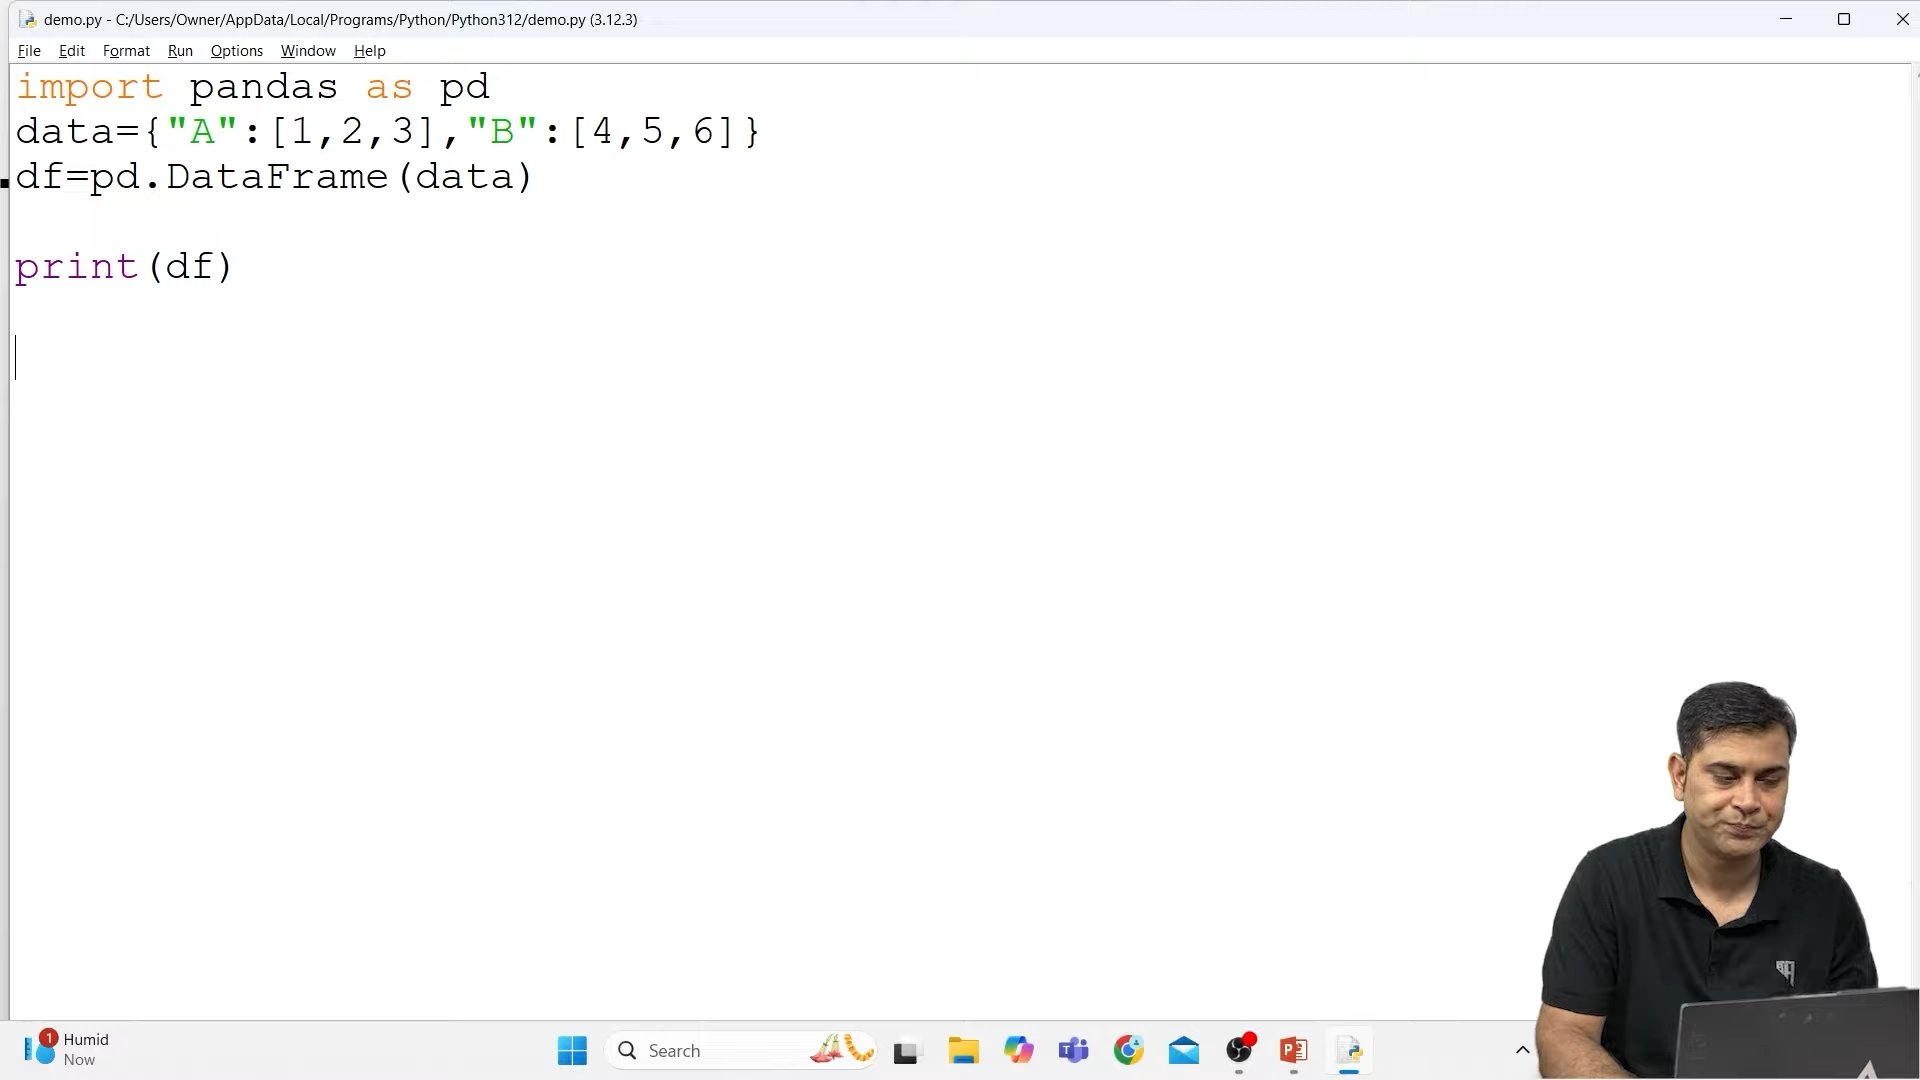 demo.py - C:/Users/Owner/AppData/Local/Programs/Python/Python312/demo.py (3.12.3)
File Edit Format Run Options Window Help
import pandas as pd
data={"A":[1,2,3],"B":[4,5,6]}
df=pd.DataFrame(data)
print(df)
1
Humid
Now
Search